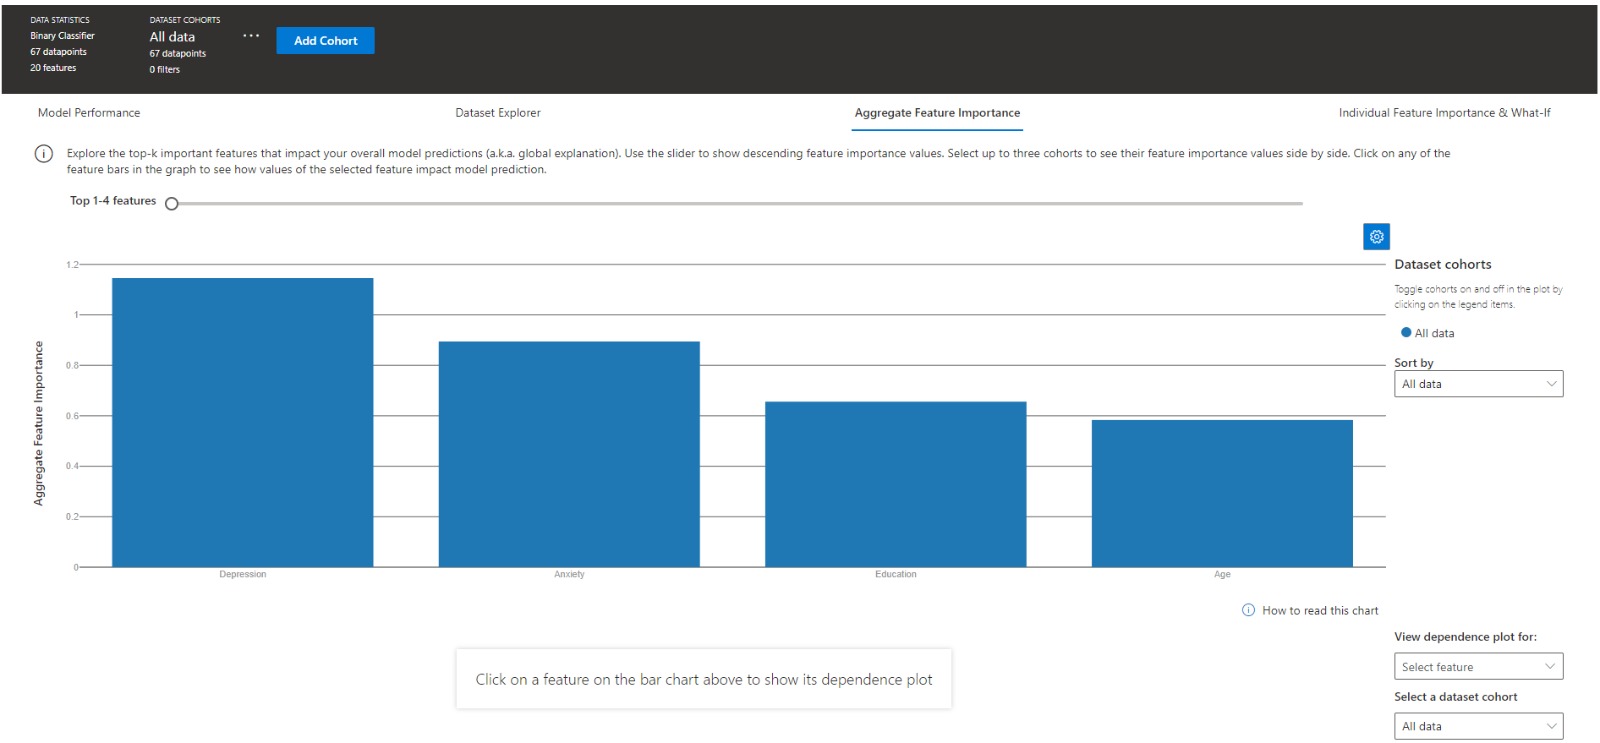 DATA STATISTICS
Binary Classifier
67 datapoints
20 features
DATASET COHORTS
All data
67 datapoints
0 filters
...
Add Cohort
Model Performance
Dataset Explorer
Aggregate Feature Importance
Individual Feature Importance & What-If
Explore the top-k important features that impact your overall model predictions (a.k.a. global explanation). Use the slider to show descending feature importance values. Select up to three cohorts to see their feature importance values side by side. Click on any of the
feature bars in the graph to see how values of the selected feature impact model prediction.
Top 1-4 features
Aggregate Feature Importance
1.2
1
0.8
0.6
0.4
0.2
0
Depression
Anxiety
Education
Age
Dataset cohorts
Toggle cohorts on and off in the plot by
clicking on the legend items.
All data
Sort by
All data
How to read this chart
Click on a feature on the bar chart above to show its dependence plot
View dependence plot for:
Select feature
Select a dataset cohort
All data